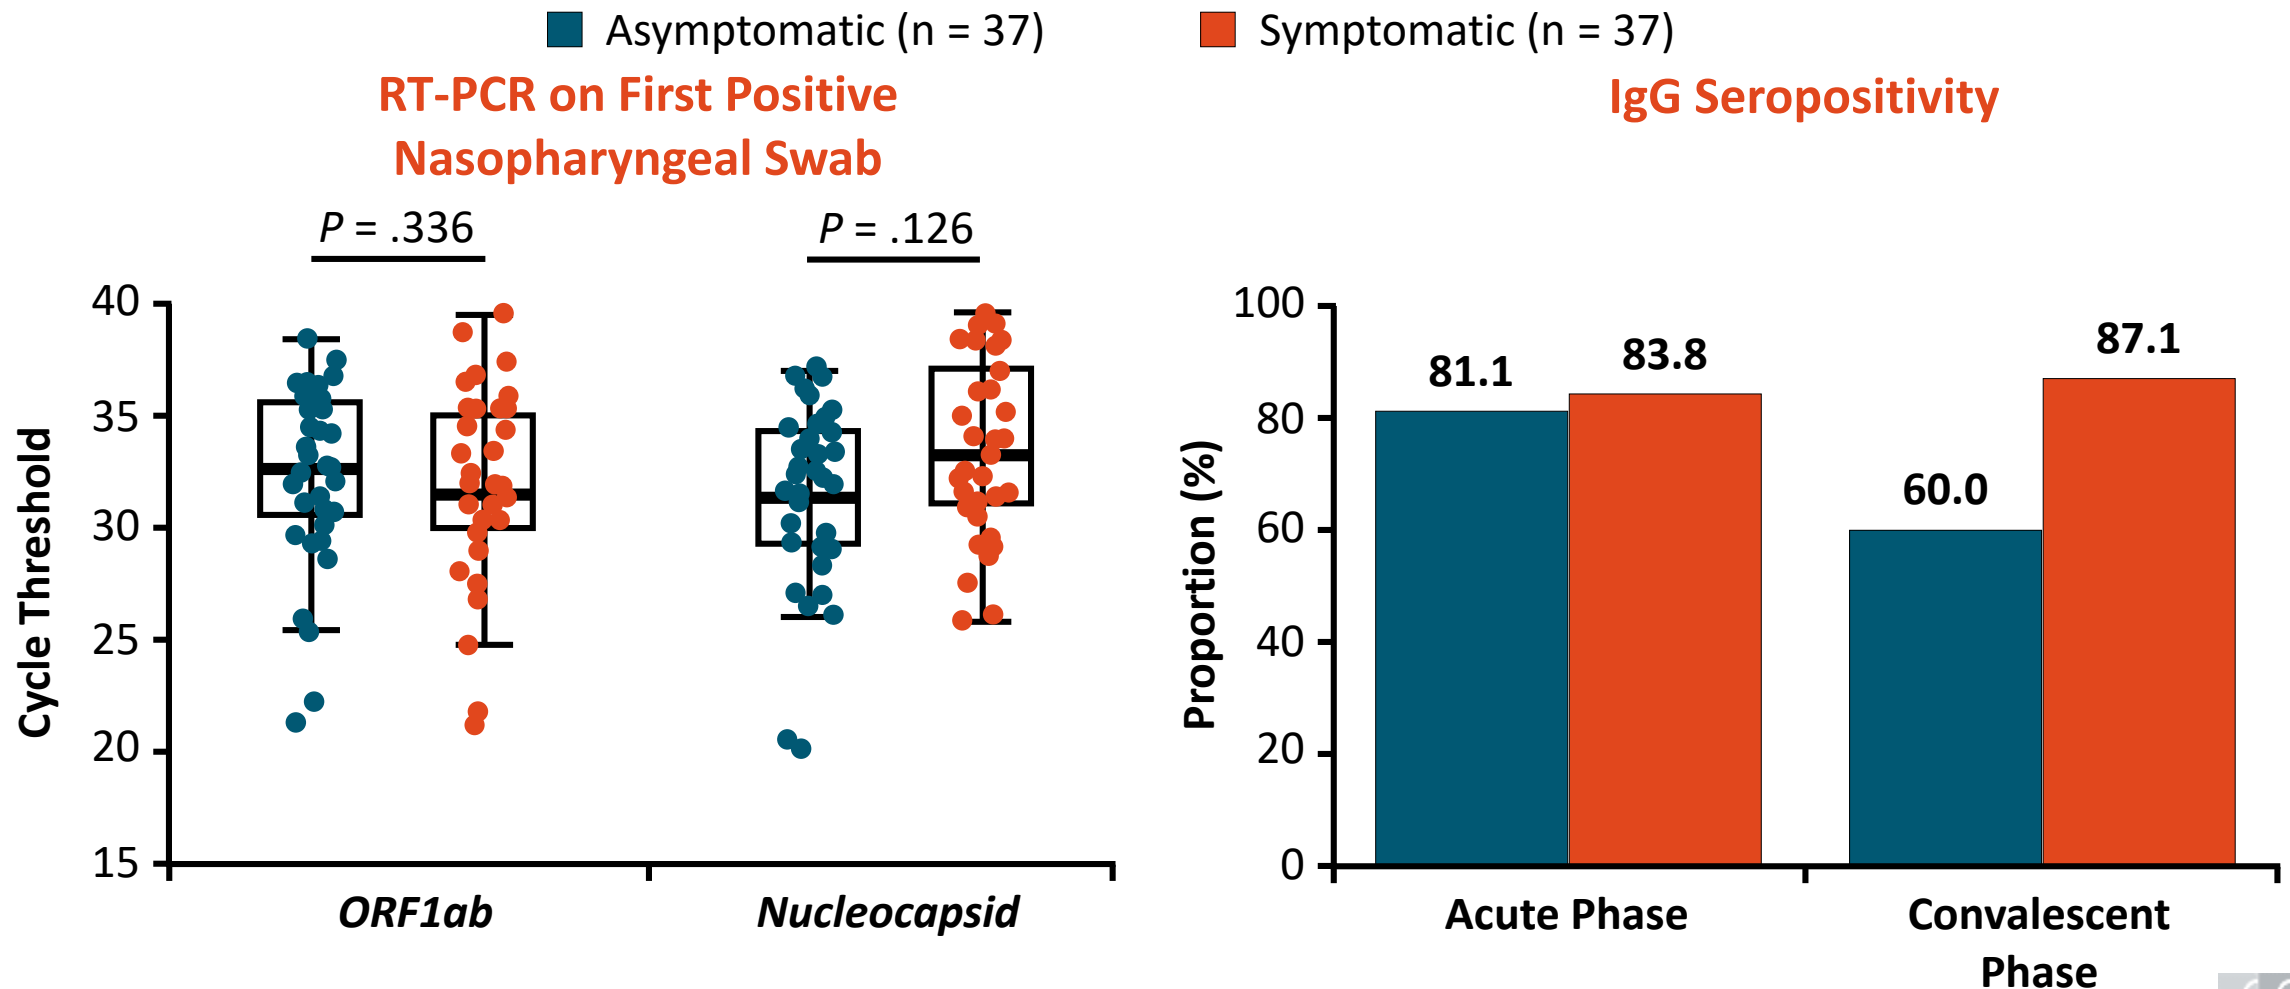 Asymptomatic (n = 37)
Symptomatic (n = 37)
RT-PCR on First Positive
Nasopharyngeal Swab
P = .336
P = .126
Cycle Threshold
40
35
30
25
20
15
ORF1ab
Nucleocapsid
IgG Seropositivity
Proportion (%)
100
80
60
40
20
0
81.1
83.8
60.0
87.1
Acute Phase
Convalescent
Phase